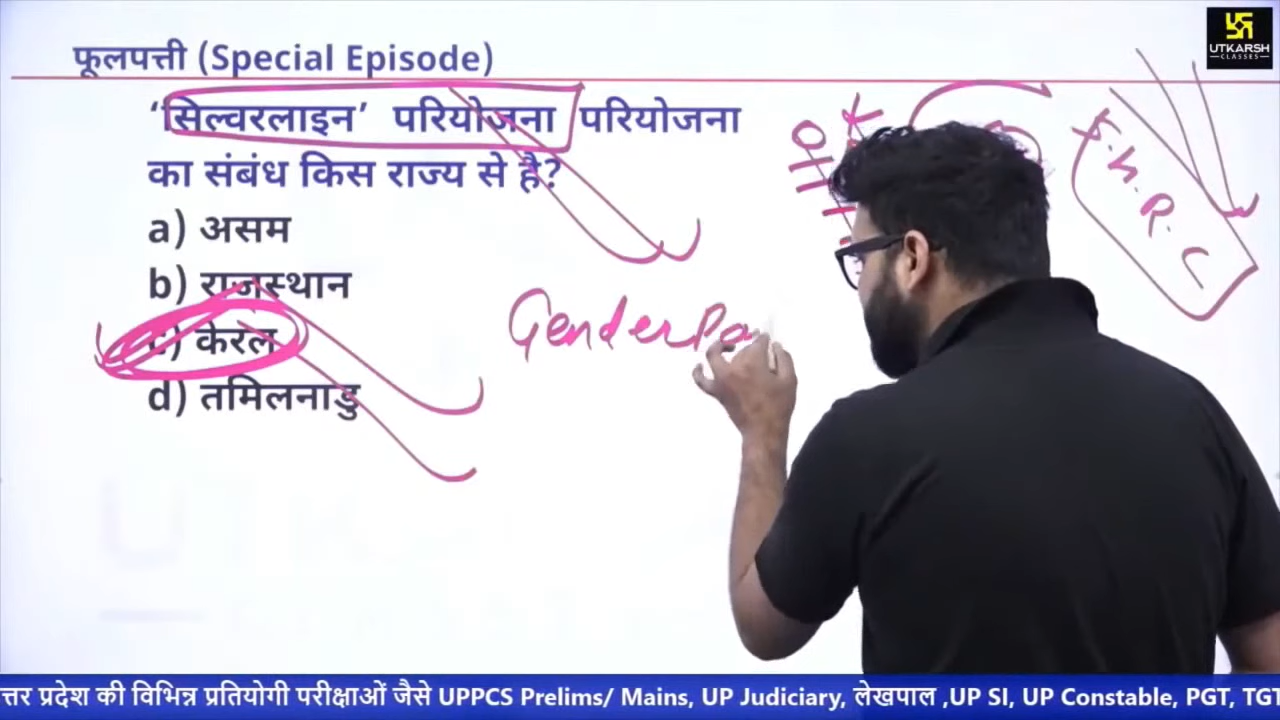 फूलपत्ती (Special Episode)
UTKARSH
CLASSES
‘सिल्वरलाइन’ परियोजना परियोजना
का संबंध किस राज्य से है?
a) असम
b) राजस्थान
c) केरल
d) तमिलनाडु
Gender
त्तर प्रदेश की विभिन्न प्रतियोगी परीक्षाओं जैसे UPPCS Prelims/ Mains, UP Judiciary, लेखपाल ,UP SI, UP Constable, PGT, TGT